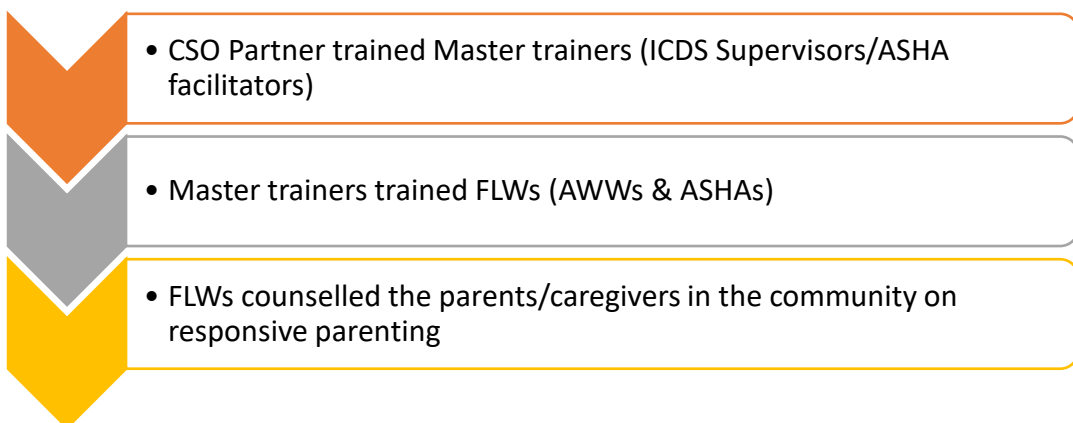 • CSO Partner trained Master trainers (ICDS Supervisors/ASHA
facilitators)
• Master trainers trained FLWs (AWWs & ASHAs)
• FLWs counselled the parents/caregivers in the community on
responsive parenting